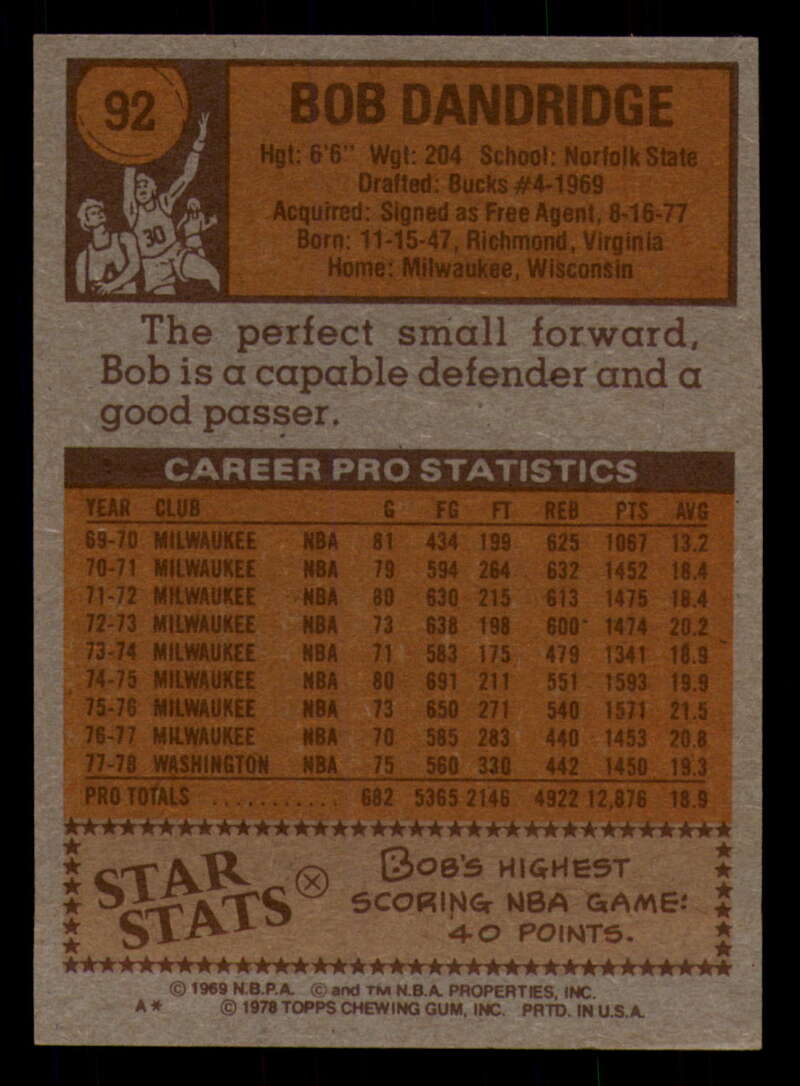 92
BOB DANDRIDGE
Hgt: 6'6" Wgt: 204 School: Norfolk State
Drafted: Bucks #4-1969
Acquired: Signed as Free Agent, 8-16-77
Born: 11-15-47, Richmond, Virginia
Home: Milwaukee, Wisconsin
30
The perfect small forward,
Bob is a capable defender and a
good passer.
CAREER PRO STATISTICS
YEAR CLUB G FG FT REB PTS AVG
69-70 MILWAUKEE NBA 81 434 199 625 1067 13.2
70-71 MILWAUKEE NBA 79 594 264 632 1452 18.4
71-72 MILWAUKEE NBA 80 630 215 613 1475 18.4
72-73 MILWAUKEE NBA 73 638 198 600 1474 20.2
73-74 MILWAUKEE NBA 71 583 175 479 1341 18.9
74-75 MILWAUKEE NBA 80 691 211 551 1593 19.9
75-76 MILWAUKEE NBA 73 650 271 540 1571 21.5
76-77 MILWAUKEE NBA 70 585 283 440 1453 20.8
77-78 WASHINGTON NBA 75 560 330 442 1450 19.3
PRO TOTALS ........... 682 5365 2146 4922 12,876 18.9
STAR
STATS
BOB'S HIGHEST
SCORING NBA GAME:
40 POINTS.
© 1969 N.B.P.A. © and TM N.B.A. PROPERTIES, INC.
A* © 1978 TOPPS CHEWING GUM, INC. PRTD. IN U.S.A.